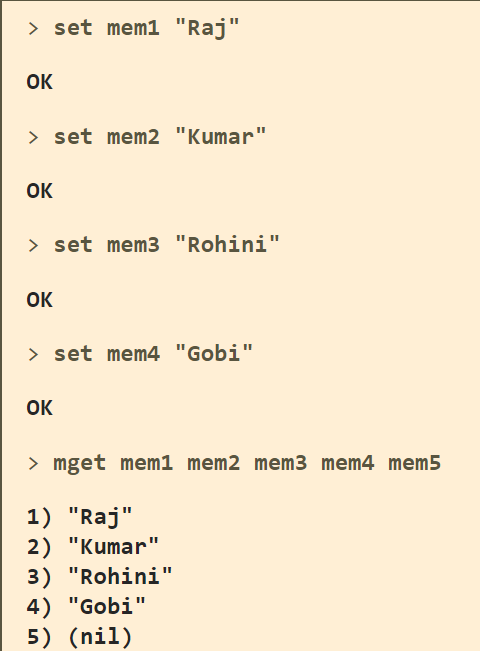 > set mem1 "Raj"
OK
> set mem2 "Kumar"
OK
> set mem3 "Rohini"
OK
> set mem4 "Gobi"
OK
> mget mem1 mem2 mem3 mem4 mem5
1) "Raj"
2) "Kumar"
3) "Rohini"
4) "Gobi"
5) (nil)